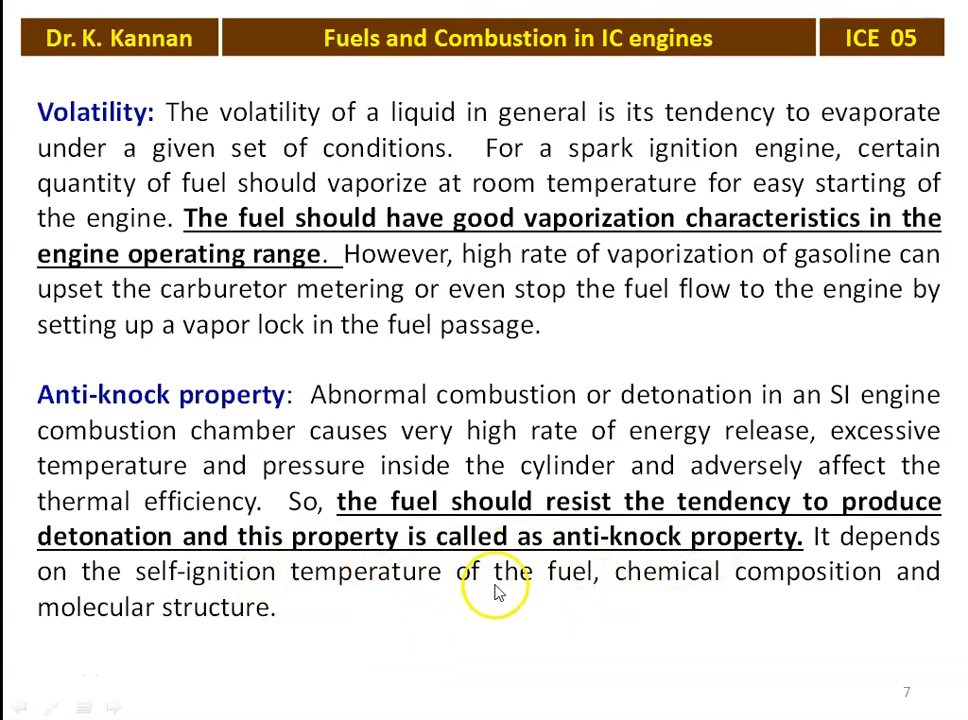 Dr. K. Kannan
Fuels and Combustion in IC engines
ICE 05
Volatility: The volatility of a liquid in general is its tendency to evaporate
under a given set of conditions. For a spark ignition engine, certain
quantity of fuel should vaporize at room temperature for easy starting of
the engine. The fuel should have good vaporization characteristics in the
engine operating range. However, high rate of vaporization of gasoline can
upset the carburetor metering or even stop the fuel flow to the engine by
setting up a vapor lock in the fuel passage.
Anti-knock property: Abnormal combustion or detonation in an SI engine
combustion chamber causes very high rate of energy release, excessive
temperature and pressure inside the cylinder and adversely affect the
thermal efficiency. So, the fuel should resist the tendency to produce
detonation and this property is called as anti-knock property. It depends
on the self-ignition temperature of the fuel, chemical composition and
molecular structure.
7